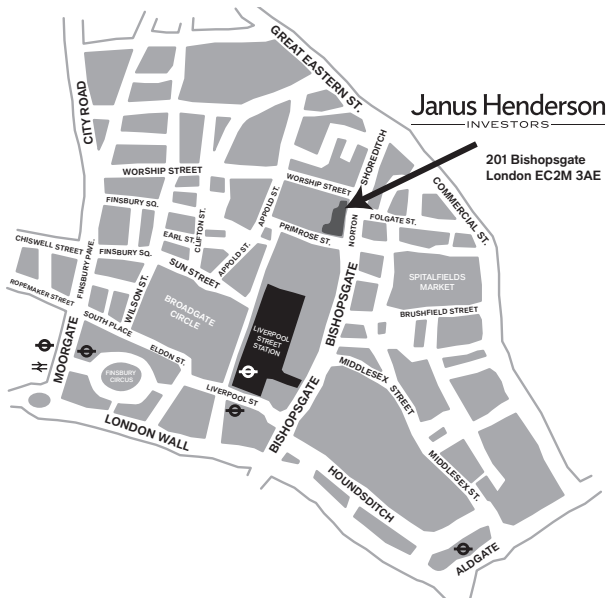 GREAT EASTERN ST.
CITY ROAD
Janus Henderson
INVESTORS
201 Bishopsgate
London EC2M 3AE
SHOREDITCH
COMMERCIAL ST.
WORSHIP STREET
WORSHIP STREET
FINSBURY SQ.
APPOLD ST.
CLIFTON ST.
NORTON
FOLGATE ST.
PRIMROSE ST.
EARL ST.
CHISWELL STREET
FINSBURY PAVE.
FINSBURY SQ.
SUN STREET
APPOLD ST.
ROPEMAKER STREET
WILSON ST.
BROADGATE
CIRCLE
BISHOPSGATE
SPITALFIELDS
MARKET
BRUSHFIELD STREET
SOUTH PLACE
LIVERPOOL
STREET
STATION
MOORGATE
ELDON ST.
FINSBURY
CIRCUS
MIDDLESEX STREET
LIVERPOOL ST
BISHOPSGATE
LONDON WALL
MIDDLESEX ST.
HOUNDSDITCH
ALDGATE